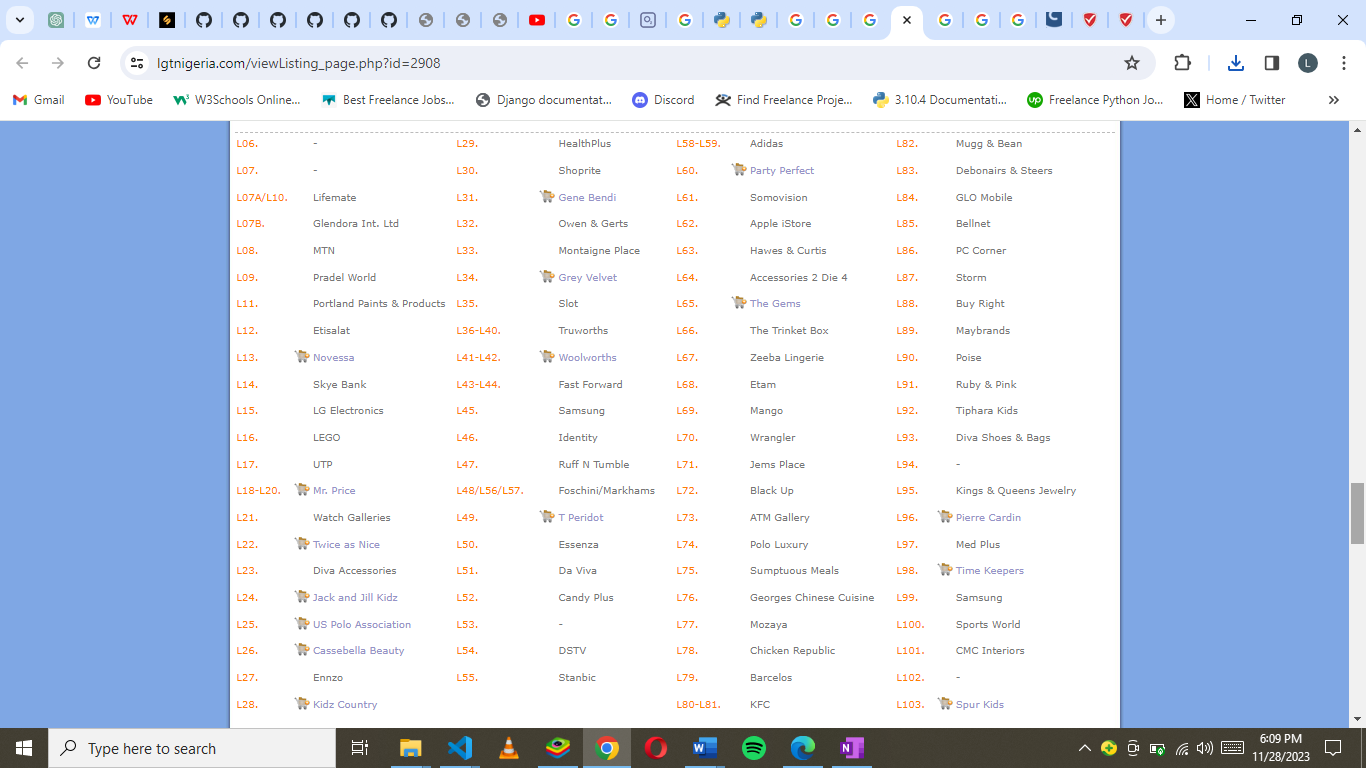 lgtnigeria.com/viewListing_page.php?id=2908
L
Gmail YouTube W3Schools Online... Best Freelance Jobs... Django documentat... Discord Find Freelance Proje... 3.10.4 Documentati... Freelance Python Jo... Home / Twitter »
L06. - L29. HealthPlus L58-L59. Adidas L82. Mugg & Bean
L07. - L30. Shoprite L60. Party Perfect L83. Debonairs & Steers
L07A/L10. Lifemate L31. Gene Bendi L61. Somovision L84. GLO Mobile
L07B. Glendora Int. Ltd L32. Owen & Gerts L62. Apple iStore L85. Bellnet
L08. MTN L33. Montaigne Place L63. Hawes & Curtis L86. PC Corner
L09. Pradel World L34. Grey Velvet L64. Accessories 2 Die 4 L87. Storm
L11. Portland Paints & Products L35. Slot L65. The Gems L88. Buy Right
L12. Etisalat L36-L40. Truworths L66. The Trinket Box L89. Maybrands
L13. Novessa L41-L42. Woolworths L67. Zeeba Lingerie L90. Poise
L14. Skye Bank L43-L44. Fast Forward L68. Etam L91. Ruby & Pink
L15. LG Electronics L45. Samsung L69. Mango L92. Tiphara Kids
L16. LEGO L46. Identity L70. Wrangler L93. Diva Shoes & Bags
L17. UTP L47. Ruff N Tumble L71. Jems Place L94. -
L18-L20. Mr. Price L48/L56/L57. Foschini/Markhams L72. Black Up L95. Kings & Queens Jewelry
L21. Watch Galleries L49. T Peridot L73. ATM Gallery L96. Pierre Cardin
L22. Twice as Nice L50. Essenza L74. Polo Luxury L97. Med Plus
L23. Diva Accessories L51. Da Viva L75. Sumptuous Meals L98. Time Keepers
L24. Jack and Jill Kidz L52. Candy Plus L76. Georges Chinese Cuisine L99. Samsung
L25. US Polo Association L53. - L77. Mozaya L100. Sports World
L26. Cassebella Beauty L54. DSTV L78. Chicken Republic L101. CMC Interiors
L27. Ennzo L55. Stanbic L79. Barcelos L102. -
L28. Kidz Country L80-L81. KFC L103. Spur Kids
Type here to search
6:09 PM
11/28/2023